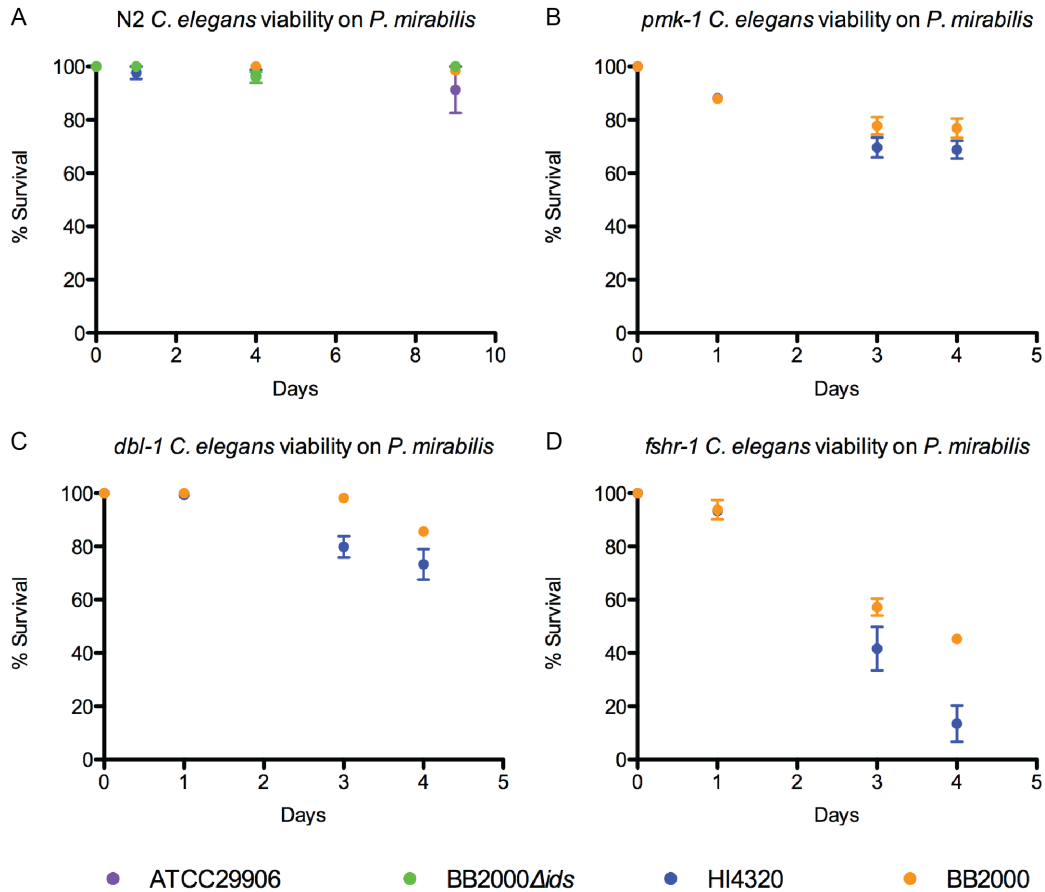 A
N2 C. elegans viability on P. mirabilis
100
80
60
40
20
0
% Survival
0 2 4 6 8 10
Days
B
pmk-1 C. elegans viability on P. mirabilis
100
80
60
40
20
0
% Survival
0 1 2 3 4 5
Days
C
dbl-1 C. elegans viability on P. mirabilis
100
80
60
40
20
0
% Survival
0 1 2 3 4 5
Days
D
fshr-1 C. elegans viability on P. mirabilis
100
80
60
40
20
0
% Survival
0 1 2 3 4 5
Days
ATCC29906 BB2000Δids HI4320 BB2000